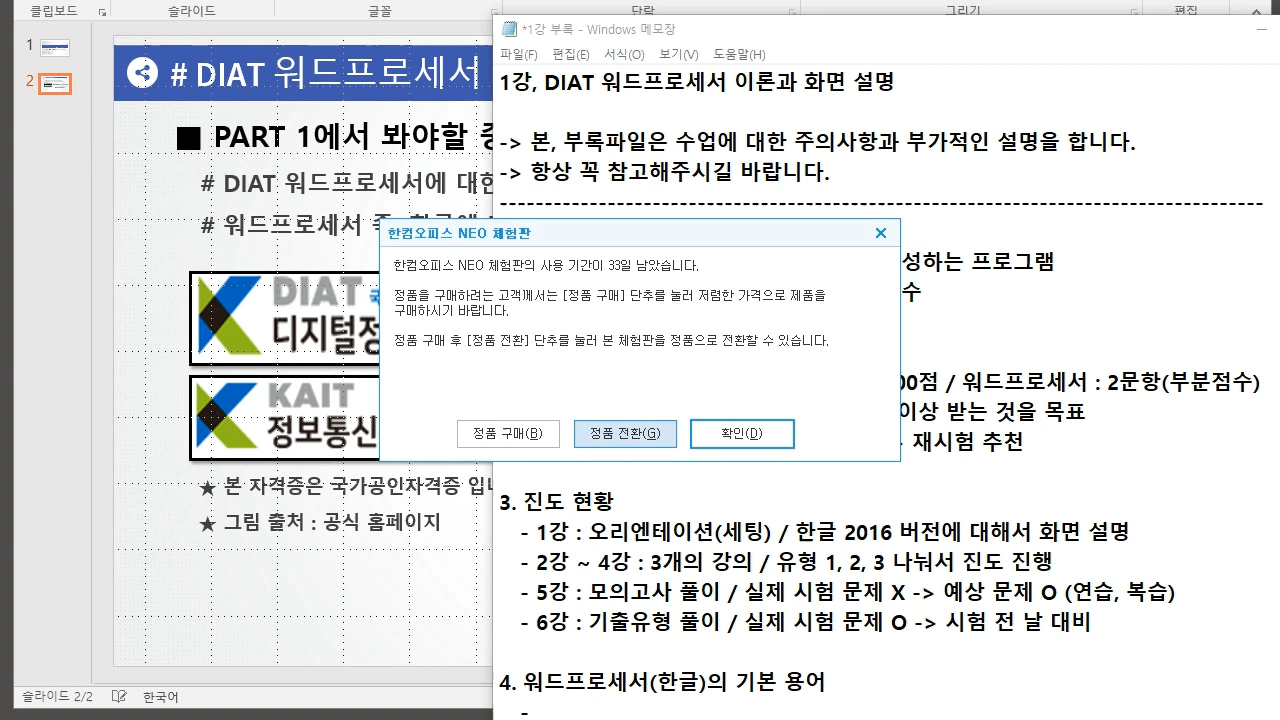 클립보드
슬라이드
글꼴
단락
그리기
편집
1
2
# DIAT 워드프로세서
■ PART 1에서 봐야할
# DIAT 워드프로세서에 대한
# 워드프로세서
DIAT
디지털정
KAIT
정보통신
★ 본 자격증은 국가공인자격증 입니
★ 그림 출처 : 공식 홈페이지
슬라이드 2/2
한국어
*1강 부록 - Windows 메모장
파일(F) 편집(E) 서식(O) 보기(V) 도움말(H)
1강, DIAT 워드프로세서 이론과 화면 설명
-> 본, 부록파일은 수업에 대한 주의사항과 부가적인 설명을 합니다.
-> 항상 꼭 참고해주시길 바랍니다.
------------------------------------------------------------------------------------
성하는 프로그램
수
00점 / 워드프로세서 : 2문항(부분점수)
이상 받는 것을 목표
재시험 추천
3. 진도 현황
- 1강 : 오리엔테이션(세팅) / 한글 2016 버전에 대해서 화면 설명
- 2강 ~ 4강 : 3개의 강의 / 유형 1, 2, 3 나눠서 진도 진행
- 5강 : 모의고사 풀이 / 실제 시험 문제 X -> 예상 문제 O (연습, 복습)
- 6강 : 기출유형 풀이 / 실제 시험 문제 O -> 시험 전 날 대비
4. 워드프로세서(한글)의 기본 용어
-
한컴오피스 NEO 체험판
한컴오피스 NEO 체험판의 사용 기간이 33일 남았습니다.
정품을 구매하려는 고객께서는 [정품 구매] 단추를 눌러 저렴한 가격으로 제품을
구매하시기 바랍니다.
정품 구매 후 [정품 전환] 단추를 눌러 본 체험판을 정품으로 전환할 수 있습니다.
정품 구매(B)
정품 전환(G)
확인(D)